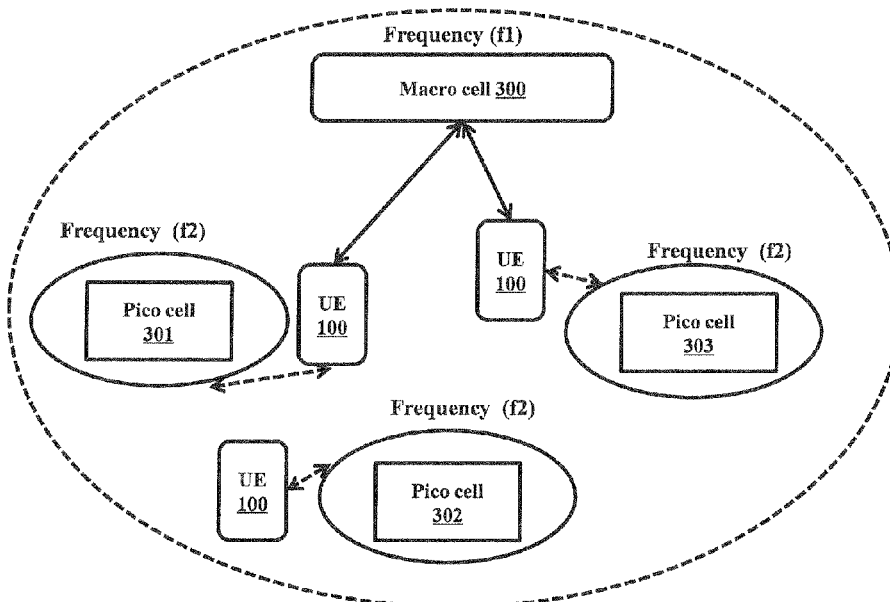 Frequency (f1)
Macro cell 300
Frequency (f2)
Pico cell
301
UE
100
UE
100
Frequency (f2)
Pico cell
303
Frequency (f2)
UE
100
Pico cell
302